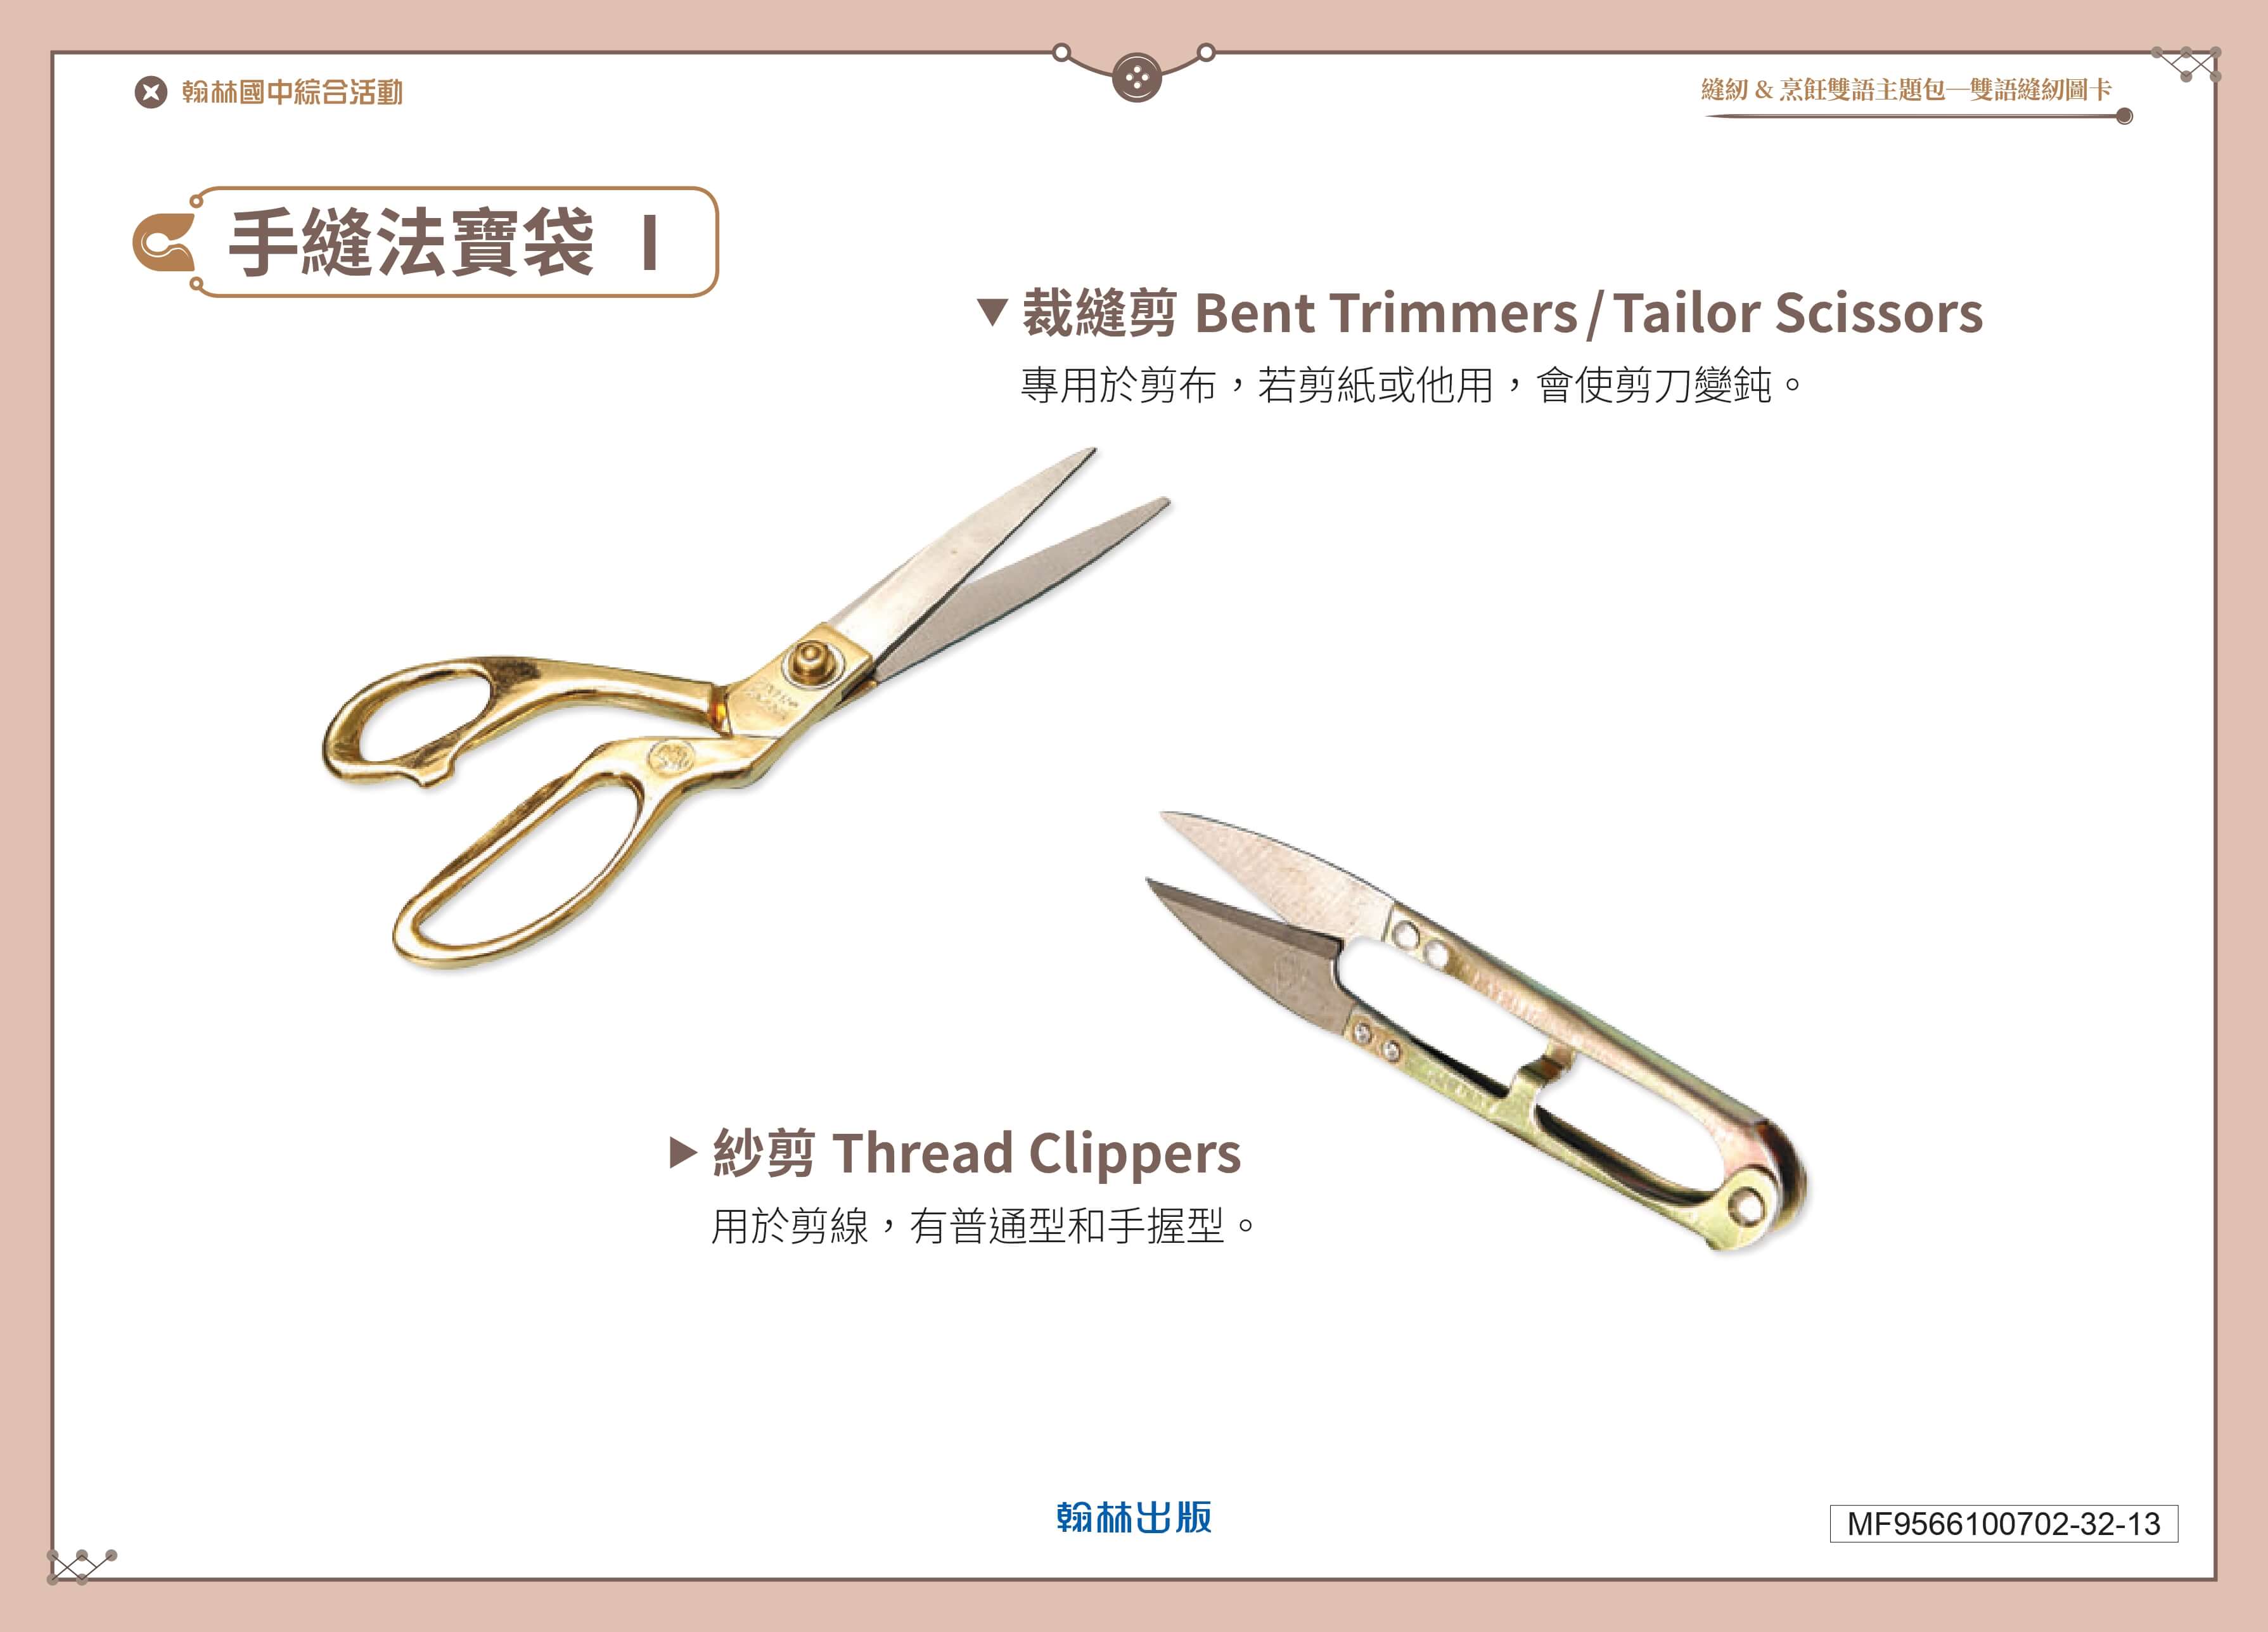 翰林國中綜合活動
縫紉 & 烹飪雙語主題包─雙語縫紉圖卡
手縫法寶袋 I
▼ 裁縫剪 Bent Trimmers / Tailor Scissors
專用於剪布，若剪紙或他用，會使剪刀變鈍。
▶ 紗剪 Thread Clippers
用於剪線，有普通型和手握型。
翰林出版
MF9566100702-32-13